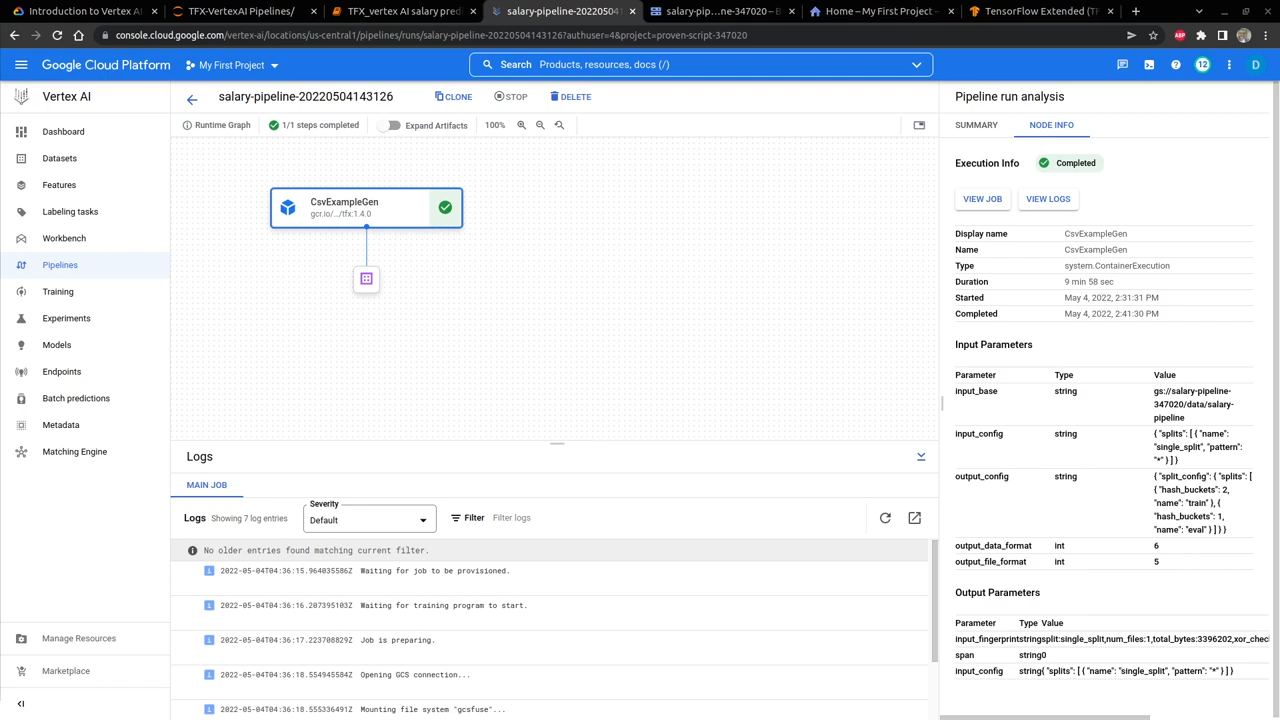 Introduction to Vertex AI
TFX-VertexAI Pipelines/
TFX_vertex AI salary pred
salary-pipeline-202205041
salary-pip...-347020 – B
Home – My First Project –
TensorFlow Extended (TF
console.cloud.google.com/vertex-ai/locations/us-central1/pipelines/runs/salary-pipeline-20220504143126?authuser=4&project=proven-script-347020
ABP
Google Cloud Platform
My First Project
Search Products, resources, docs (/)
12
D
Vertex AI
Dashboard
Datasets
Features
Labeling tasks
Workbench
Pipelines
Training
Experiments
Models
Endpoints
Batch predictions
Metadata
Matching Engine
Manage Resources
Marketplace
salary-pipeline-20220504143126
CLONE
STOP
DELETE
Runtime Graph
1/1 steps completed
Expand Artifacts
100%
CsvExampleGen
gcr.io/.../tfx:1.4.0
Logs
MAIN JOB
Logs Showing 7 log entries
Severity
Default
Filter Filter logs
No older entries found matching current filter.
2022-05-04T04:36:15.964035586Z Waiting for job to be provisioned.
2022-05-04T04:36:16.207395103Z Waiting for training program to start.
2022-05-04T04:36:17.223708829Z Job is preparing.
2022-05-04T04:36:18.554945584Z Opening GCS connection...
2022-05-04T04:36:18.555336491Z Mounting file system "gcsfuse"...
Pipeline run analysis
SUMMARY
NODE INFO
Execution Info
Completed
VIEW JOB
VIEW LOGS
Display name CsvExampleGen
Name CsvExampleGen
Type system.ContainerExecution
Duration 9 min 58 sec
Started May 4, 2022, 2:31:31 PM
Completed May 4, 2022, 2:41:30 PM
Input Parameters
Parameter Type Value
input_base string gs://salary-pipeline-
347020/data/salary-
pipeline
input_config string { "splits": [ { "name":
"single_split", "pattern":
"*" } ] }
output_config string { "split_config": { "splits": [
{ "hash_buckets": 2,
"name": "train" }, {
"hash_buckets": 1,
"name": "eval" } ] } }
output_data_format int 6
output_file_format int 5
Output Parameters
Parameter Type Value
input_fingerprintstringsplit:single_split,num_files:1,total_bytes:3396202,xor_chec
span string0
input_config string{ "splits": [ { "name": "single_split", "pattern": "*" } ] }